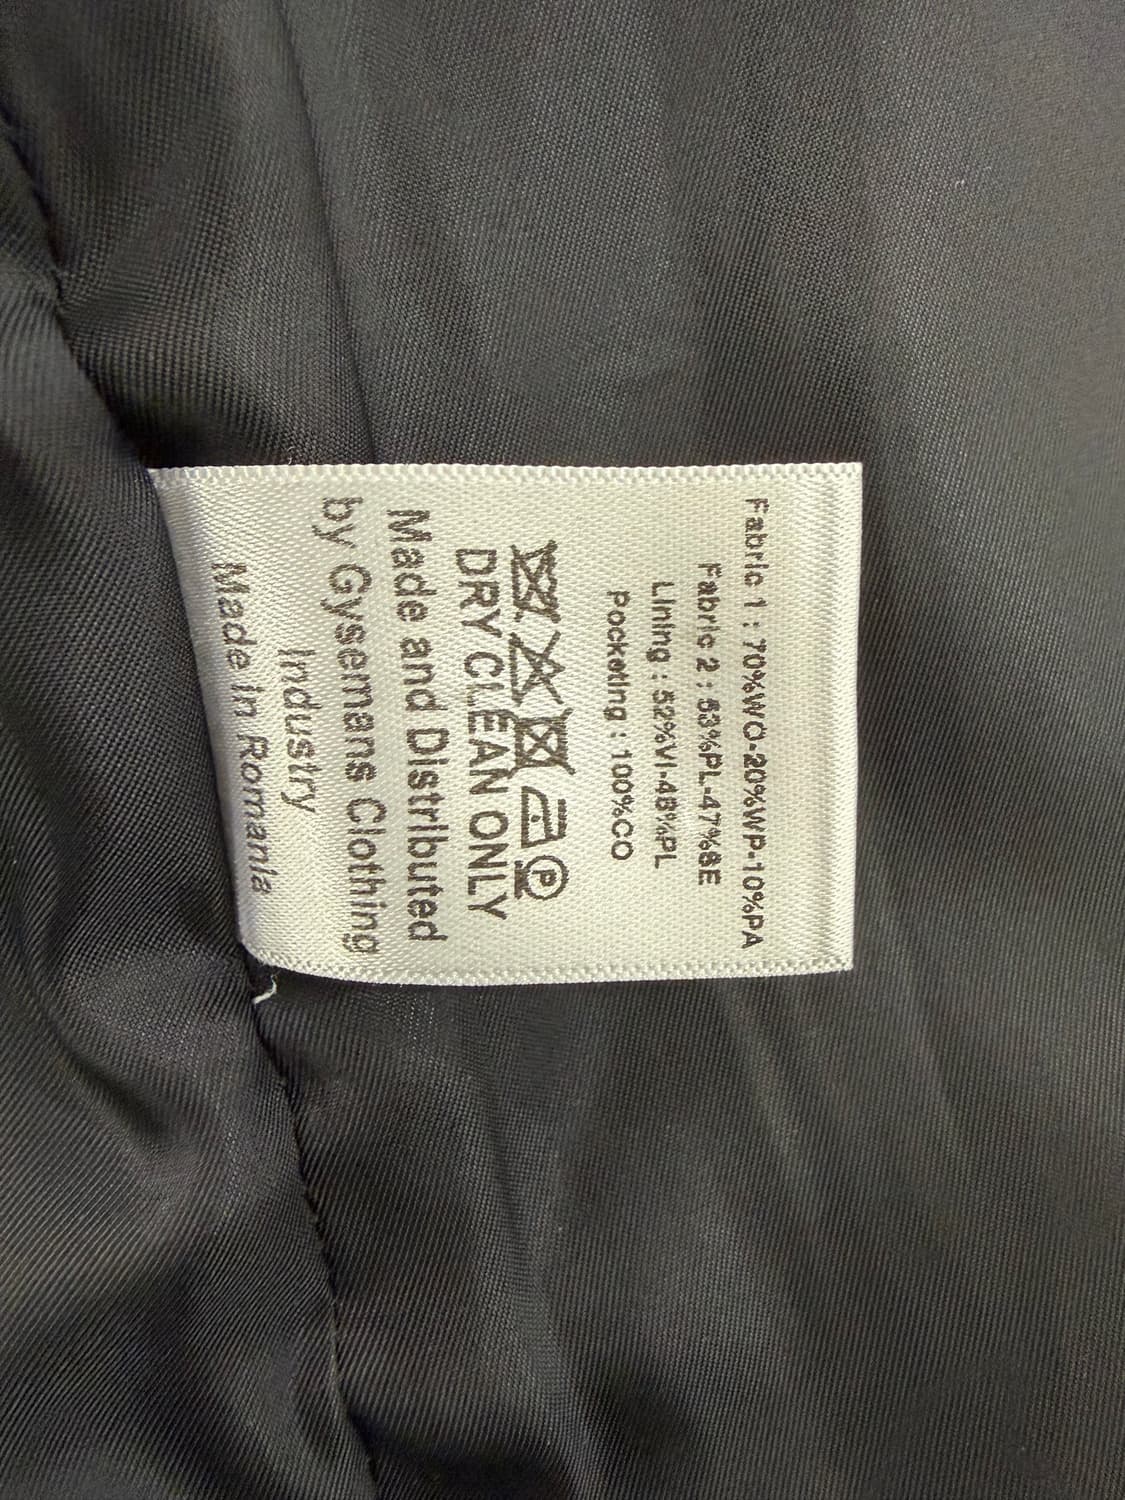 Fabric 1 : 70%WO-20%WP-10%PA
Fabric 2 : 53%PL-47%SE
Lining : 52%VI-48%PL
Pocketing : 100%CO
P
DRY CLEAN ONLY
Made and Distributed
by Gysemans Clothing
Industry
Made in Romania